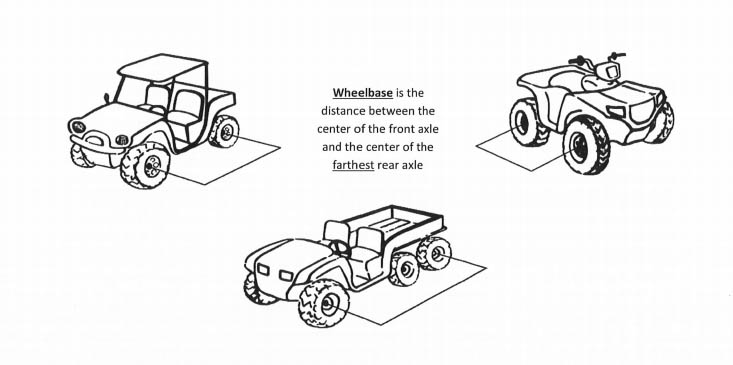 Wheelbase is the
distance between the
center of the front axle
and the center of the
farthest rear axle